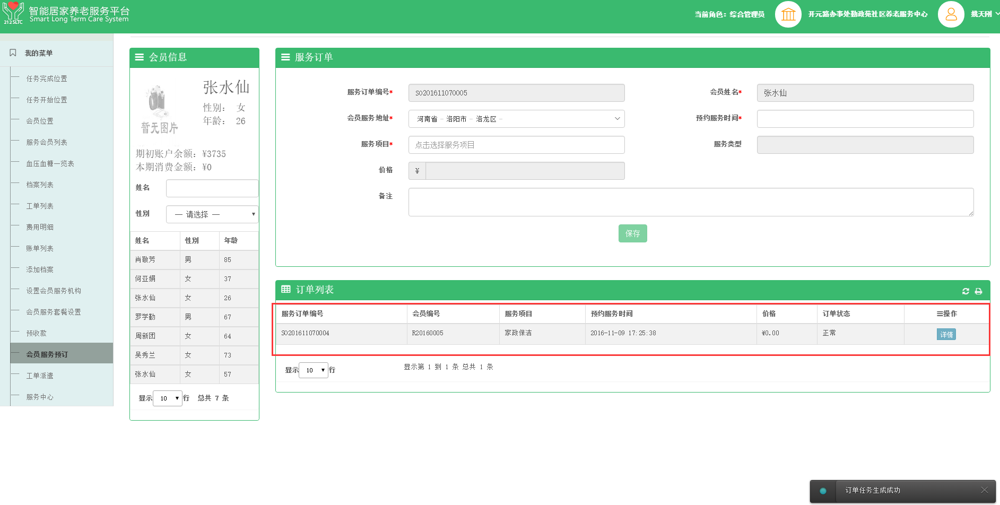 智能居家养老服务平台
Smart Long Term Care System
212SLTC
当前角色：综合管理员
开元路办事处勤政苑社区养老服务中心
姚天刚
我的菜单
任务完成位置
任务开始位置
会员位置
服务会员列表
血压血糖一览表
档案列表
工单列表
费用明细
账单列表
添加档案
设置会员服务机构
会员服务套餐设置
预收款
会员服务预订
工单派遣
服务中心
会员信息
暂无图片
张水仙
性别： 女
年龄： 26
期初账户余额：¥3735
本期消费金额：¥0
姓名
性别 — 请选择 —
姓名 性别 年龄
肖敬芳 男 85
何亚娟 女 37
张水仙 女 26
罗学勤 男 67
周新团 女 64
吴秀兰 女 73
张水仙 女 57
显示 10 行 总共 7 条
服务订单
服务订单编号* SO201611070005 会员姓名* 张水仙
会员服务地址* 河南省 - 洛阳市 - 洛龙区 - 预约服务时间*
服务项目* 点击选择服务项目 服务类型
价格 ¥
备注
保存
订单列表
服务订单编号 会员编号 服务项目 预约服务时间 价格 订单状态 操作
SO201611070004 R20160005 家政保洁 2016-11-09 17:25:38 ¥0.00 正常 详情
显示 10 行 显示第 1 到 1 条 总共 1 条
订单任务生成成功